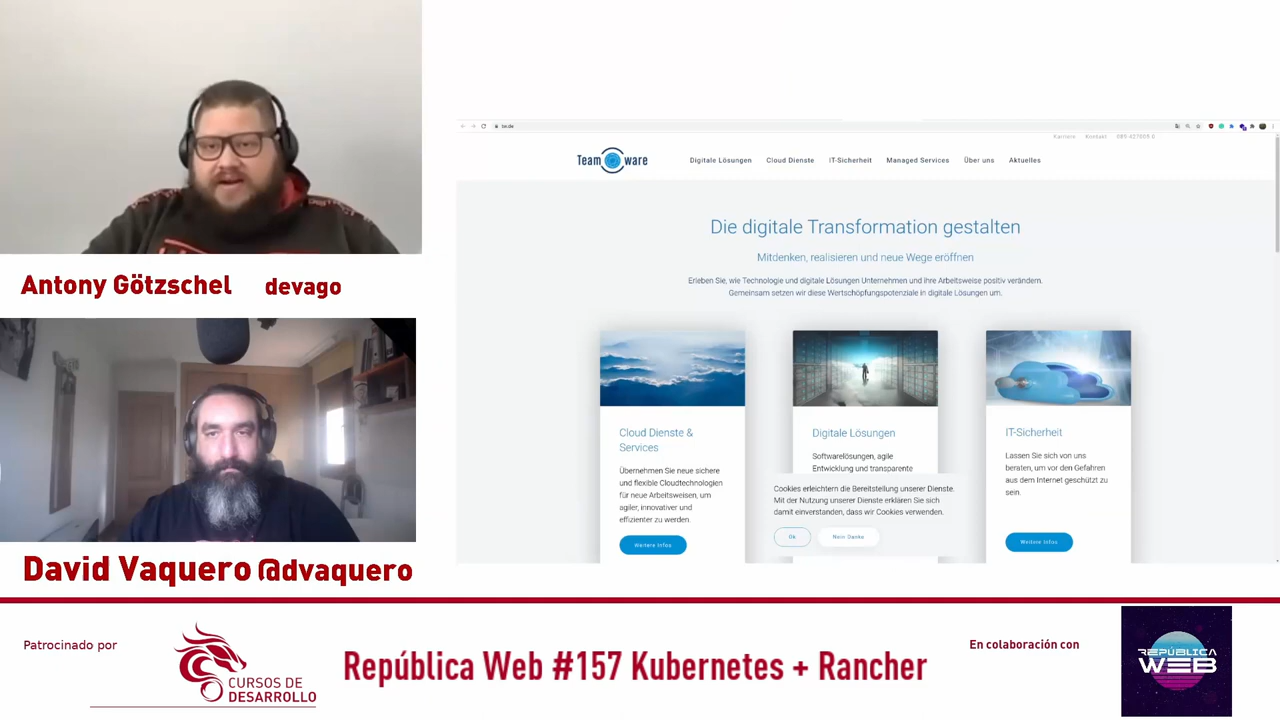 Antony Götzschel devago
David Vaquero @dvaquero
tw.de
Karriere Kontakt
Team ware
Digitale Lösungen Cloud Dienste IT-Sicherheit Managed Services Über uns Aktuelles
Die digitale Transformation gestalten
Mitdenken, realisieren und neue Wege eröffnen
Erleben Sie, wie Technologie und digitale Lösungen Unternehmen und ihre Arbeitsweise positiv verändern.
Gemeinsam setzen wir diese Wertschöpfungspotenziale in digitale Lösungen um.
Cloud Dienste &
Services
Übernehmen Sie neue sichere
und flexible Cloudtechnologien
für neue Arbeitsweisen, um
agiler, innovativer und
effizienter zu werden.
Weitere Infos
Digitale Lösungen
Softwarelösungen, agile
Entwicklung und transparente
IT-Sicherheit
Lassen Sie sich von uns
beraten, um vor den Gefahren
aus dem Internet geschützt zu
sein.
Weitere Infos
Cookies erleichtern die Bereitstellung unserer Dienste.
Mit der Nutzung unserer Dienste erklären Sie sich
damit einverstanden, dass wir Cookies verwenden.
Ok Nein Danke
Patrocinado por
CURSOS DE
DESARROLLO
República Web #157 Kubernetes + Rancher
En colaboración con
REPÚBLICA
WEB